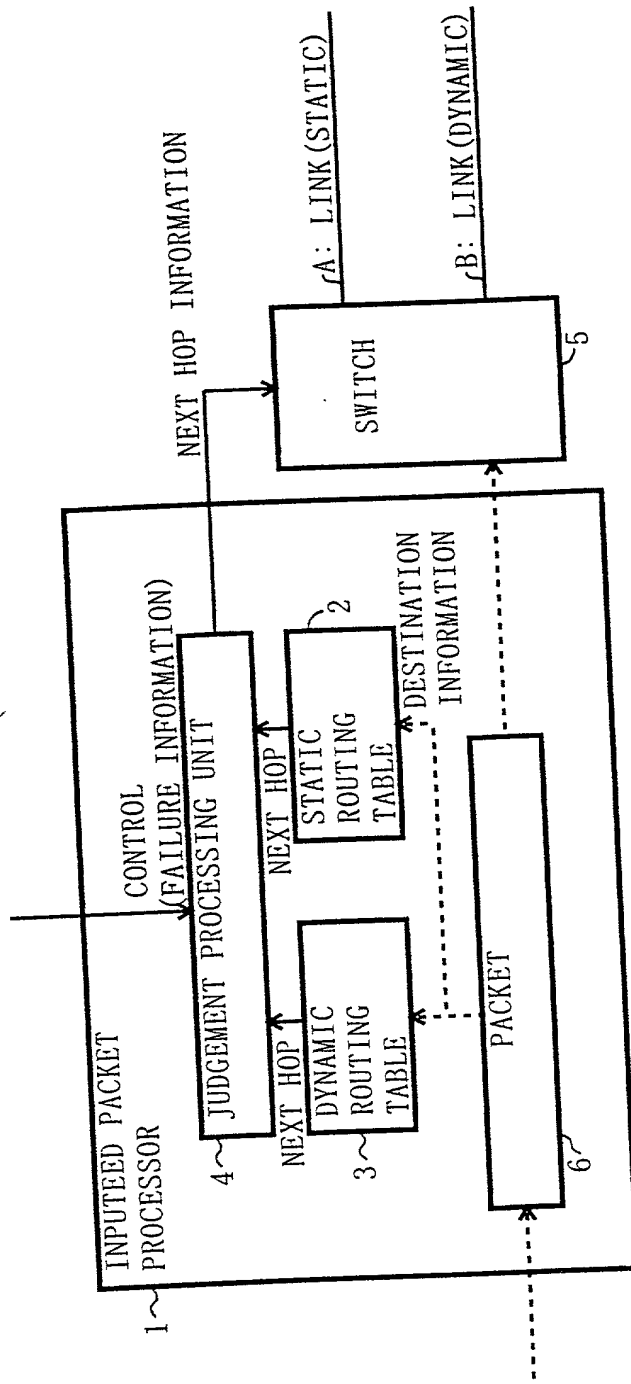 INPUTEED PACKET
PROCESSOR
1
CONTROL
(FAILURE INFORMATION)
JUDGEMENT PROCESSING UNIT
4
NEXT HOP
NEXT HOP
DYNAMIC
ROUTING
TABLE
3
STATIC
ROUTING
TABLE
2
DESTINATION
INFORMATION
PACKET
6
NEXT HOP INFORMATION
SWITCH
5
A: LINK(STATIC)
B: LINK(DYNAMIC)